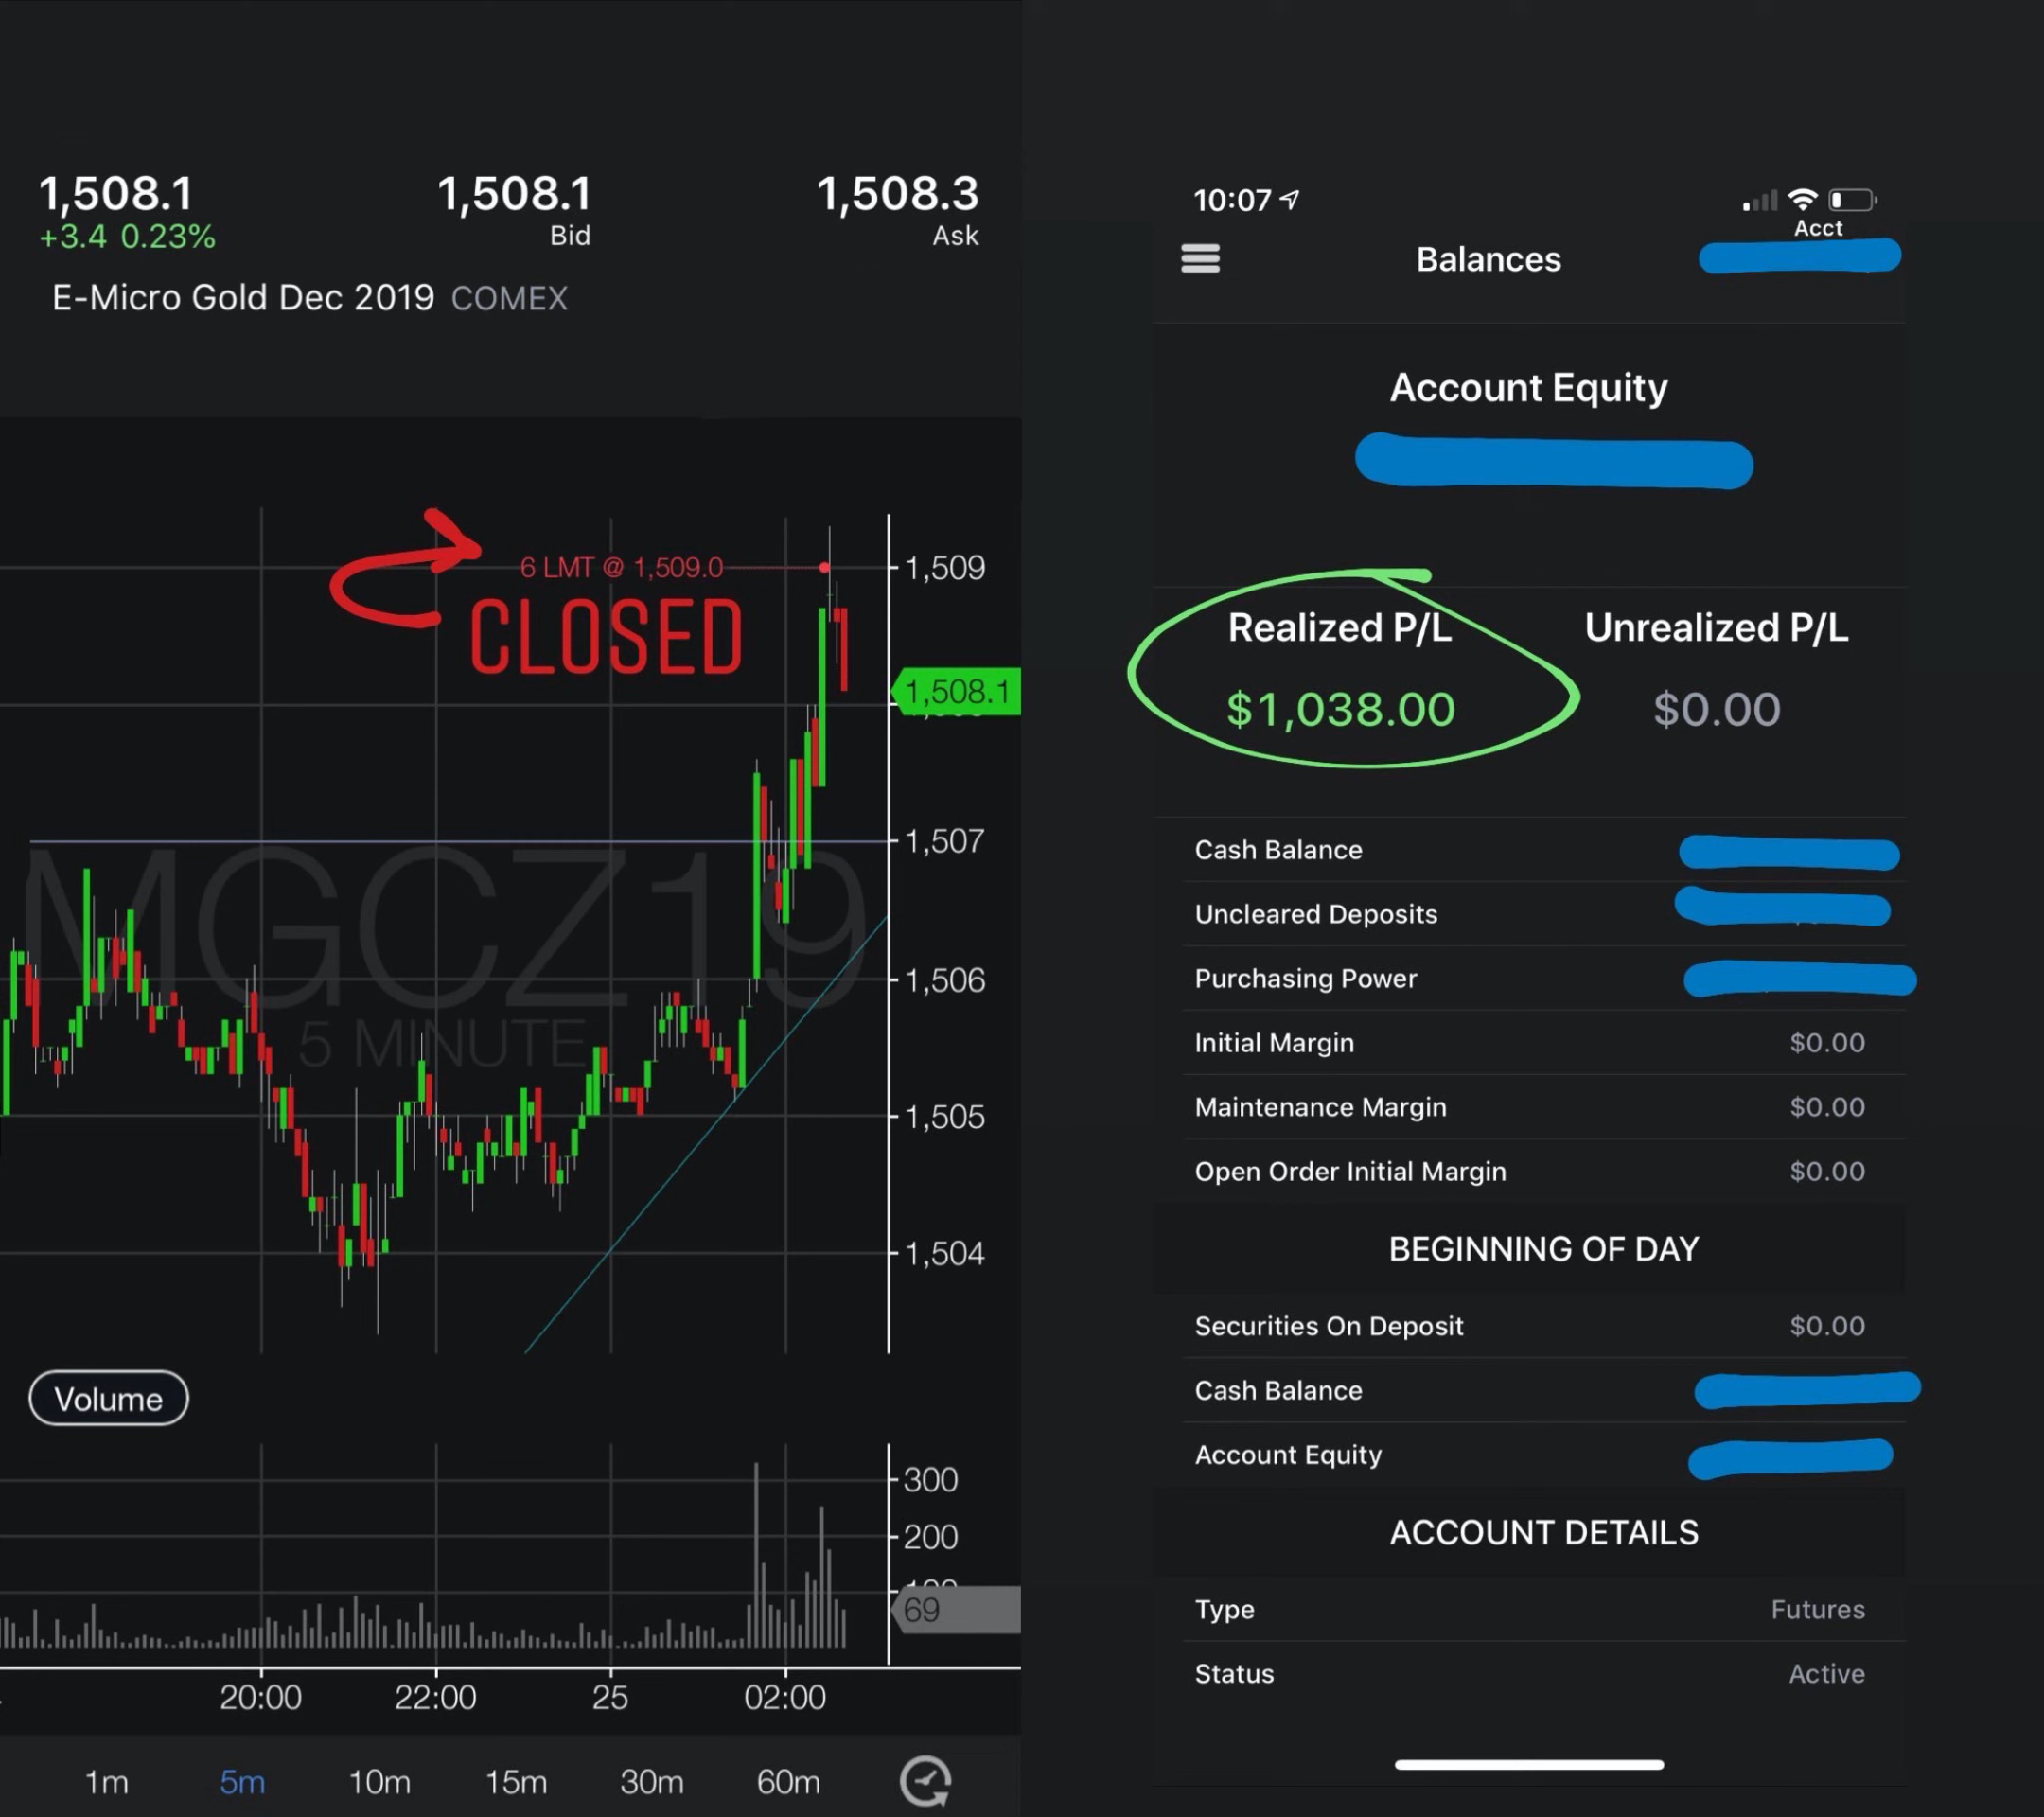 1,508.1 1,508.1 1,508.3
+3.4 0.23% Bid Ask
E-Micro Gold Dec 2019 COMEX
6 LMT @ 1,509.0
CLOSED
1,509
1,508.1
1,507
1,506
1,505
1,504
MGCZ19
5 MINUTE
Volume
300
200
69
20:00 22:00 25 02:00
1m 5m 10m 15m 30m 60m
10:07
Acct
Balances
Account Equity
Realized P/L Unrealized P/L
$1,038.00 $0.00
Cash Balance
Uncleared Deposits
Purchasing Power
Initial Margin $0.00
Maintenance Margin $0.00
Open Order Initial Margin $0.00
BEGINNING OF DAY
Securities On Deposit $0.00
Cash Balance
Account Equity
ACCOUNT DETAILS
Type Futures
Status Active